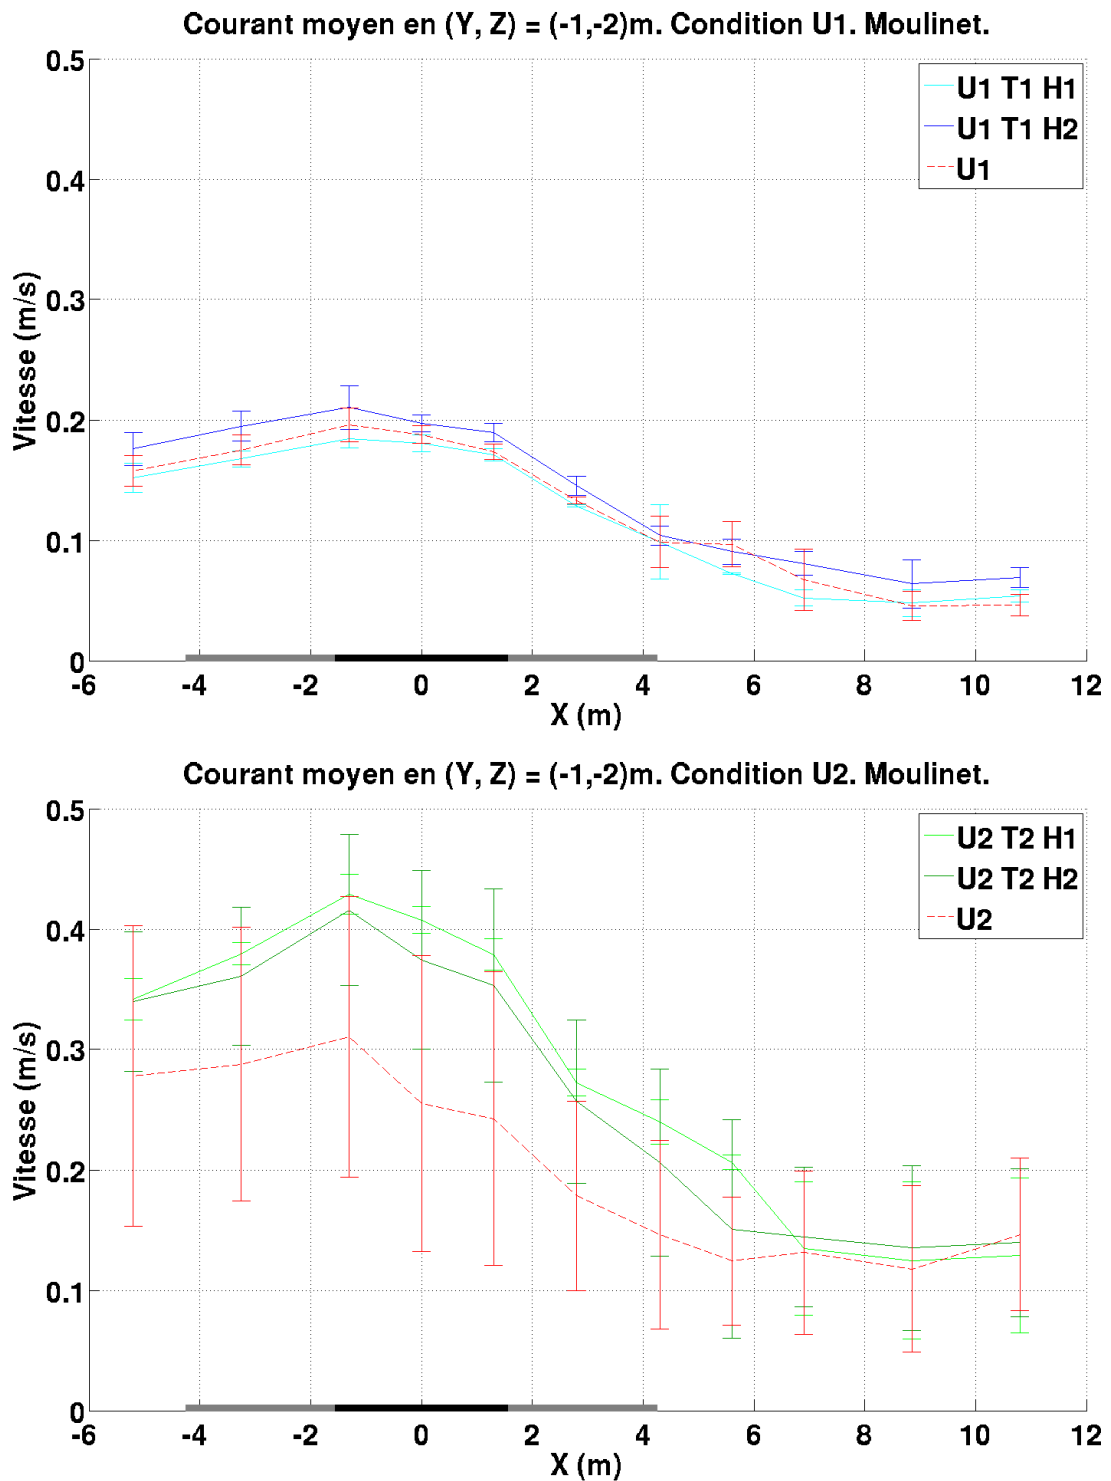 Courant moyen en (Y, Z) = (-1,-2)m. Condition U1. Moulinet.
0.5
U1 T1 H1
U1 T1 H2
U1
0.4
0.3
Vitesse (m/s)
0.2
0.1
0
-6 -4 -2 0 2 4 6 8 10 12
X (m)
Courant moyen en (Y, Z) = (-1,-2)m. Condition U2. Moulinet.
0.5
U2 T2 H1
U2 T2 H2
U2
0.4
0.3
Vitesse (m/s)
0.2
0.1
0
-6 -4 -2 0 2 4 6 8 10 12
X (m)